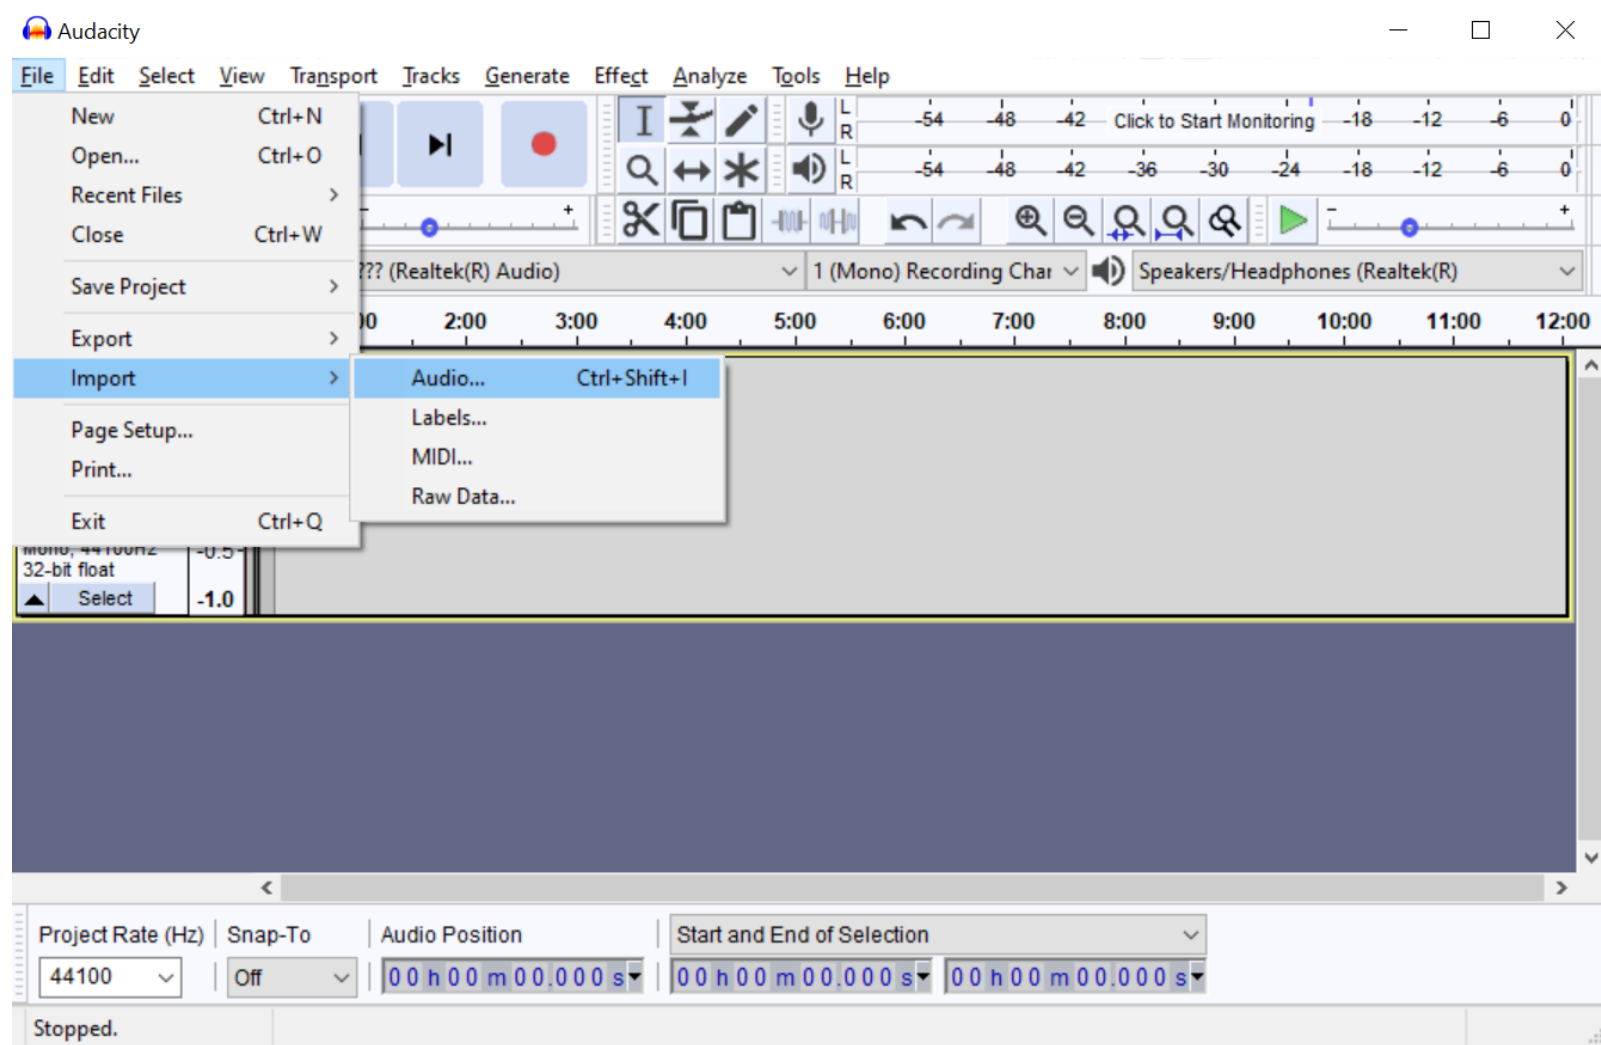 Audacity
File Edit Select View Transport Tracks Generate Effect Analyze Tools Help
New Ctrl+N
Open... Ctrl+O
Recent Files
Close Ctrl+W
Save Project
Export
Import
Page Setup...
Print...
Exit Ctrl+Q
Audio... Ctrl+Shift+I
Labels...
MIDI...
Raw Data...
L
R
-54 -48 -42 Click to Start Monitoring -18 -12 -6 0
L
R
-54 -48 -42 -36 -30 -24 -18 -12 -6 0
- +
- +
??? (Realtek(R) Audio) 1 (Mono) Recording Char Speakers/Headphones (Realtek(R)
2:00 3:00 4:00 5:00 6:00 7:00 8:00 9:00 10:00 11:00 12:00
Mono, 44100Hz -0.5
32-bit float
Select -1.0
Project Rate (Hz) Snap-To Audio Position Start and End of Selection
44100 Off 00 h 00 m 00.000 s 00 h 00 m 00.000 s 00 h 00 m 00.000 s
Stopped.